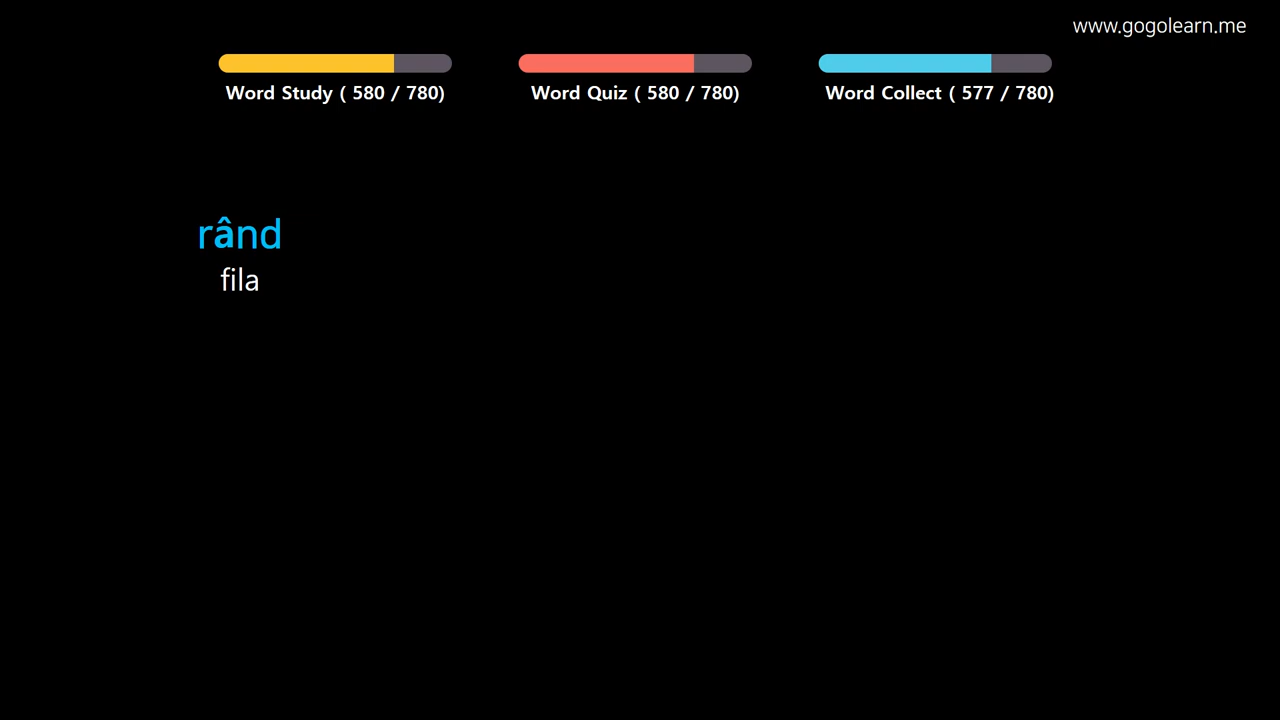 www.gogolearn.me
Word Study ( 580 / 780)
Word Quiz ( 580 / 780)
Word Collect ( 577 / 780)
rând
fila